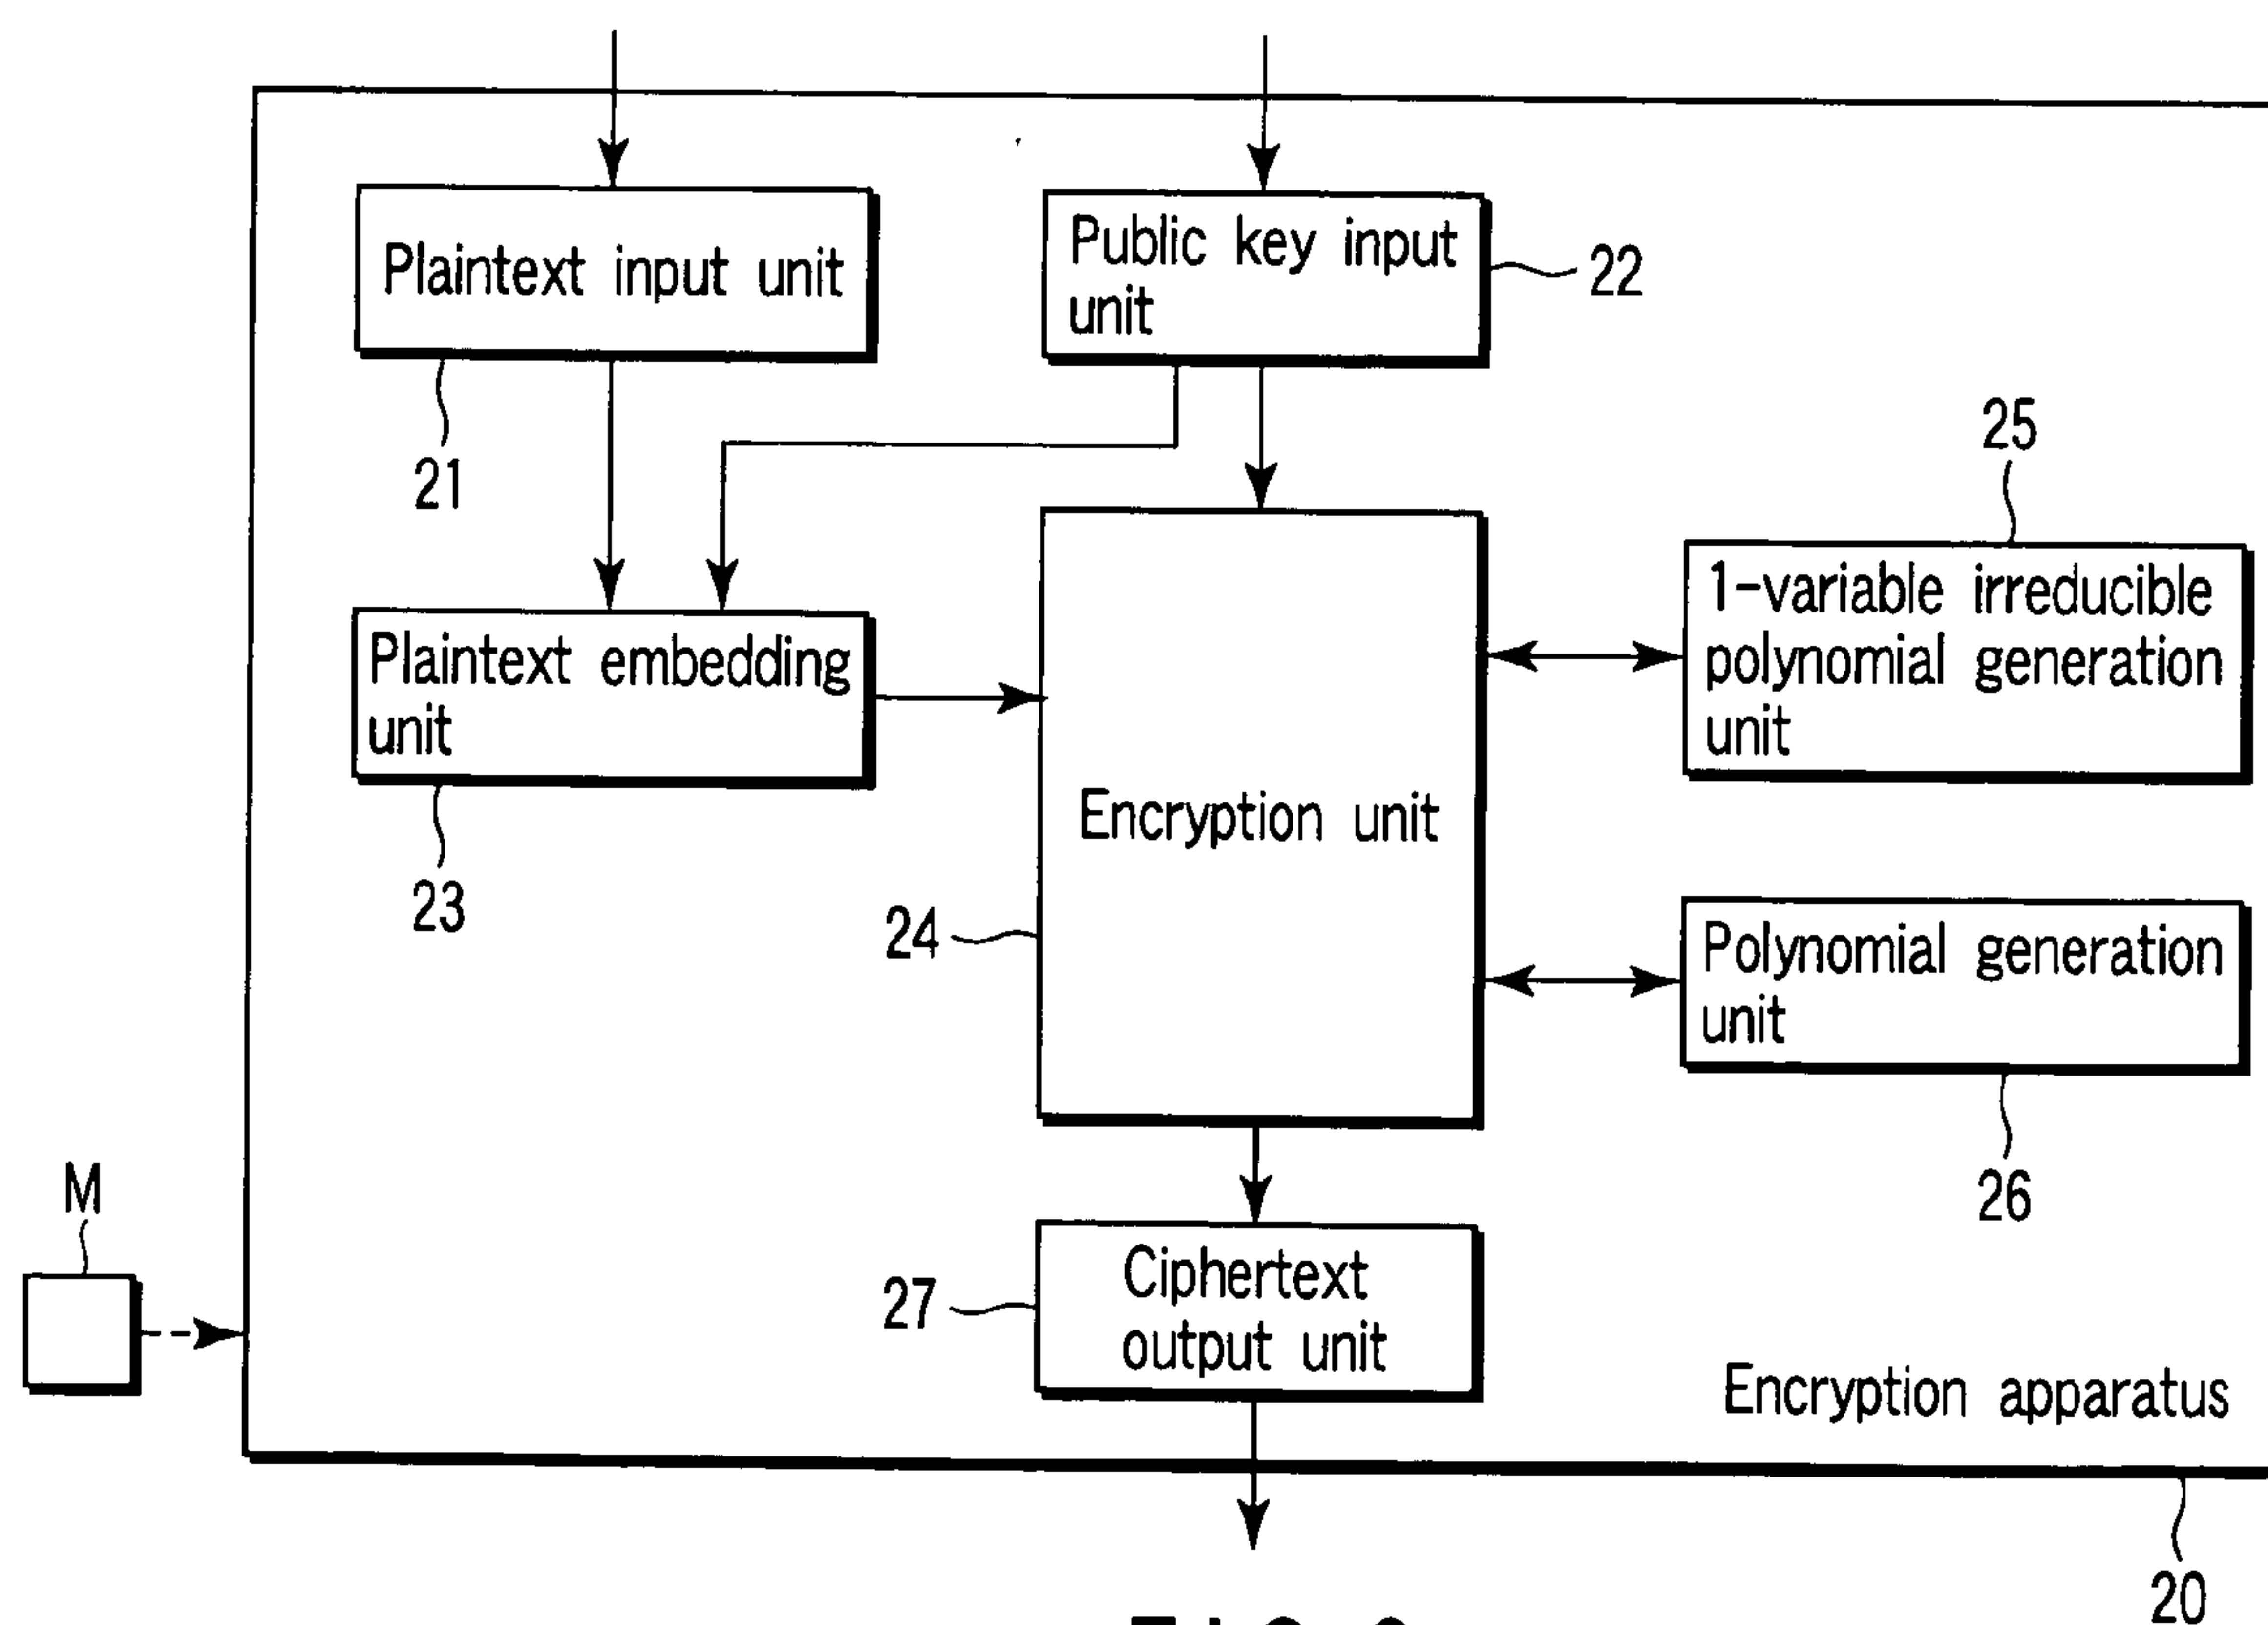 Plaintext input unit
Public key input
unit
22
21
25
1-variable irreducible
polynomial generation
unit
Plaintext embedding
unit
23
Encryption unit
24
Polynomial generation
unit
26
M
27
Ciphertext
output unit
Encryption apparatus
20